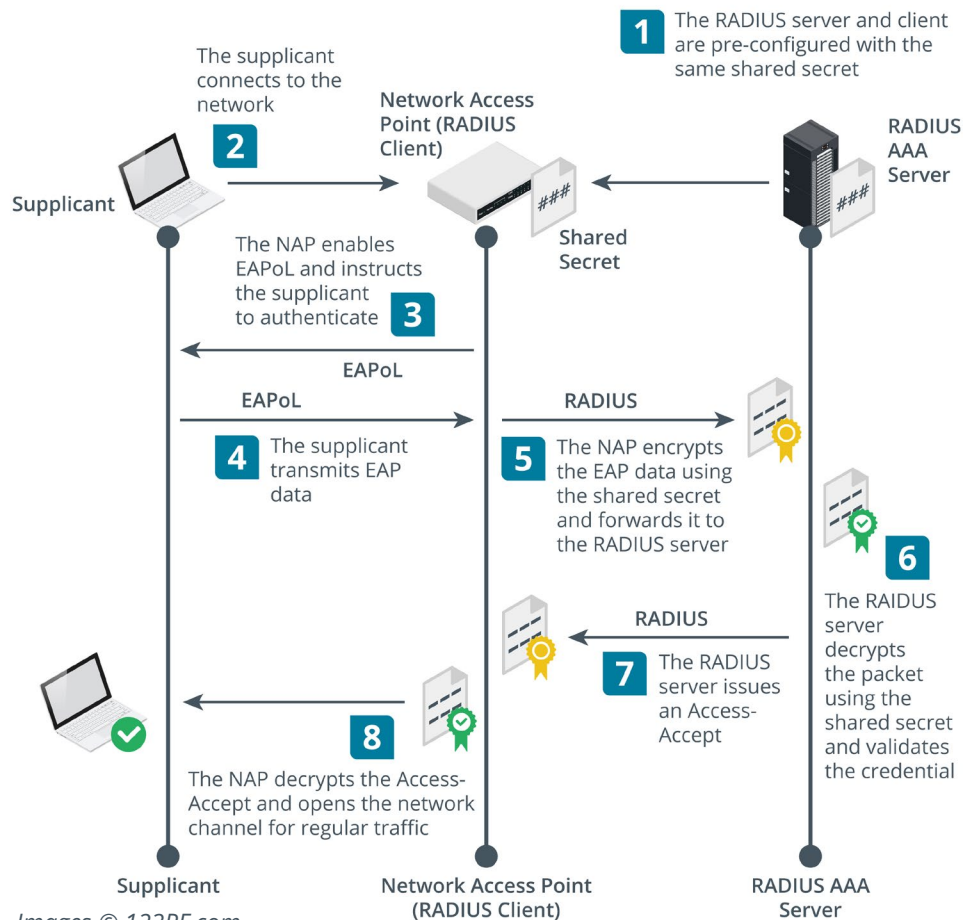 1
The RADIUS server and client
are pre-configured with the
same shared secret
The supplicant
connects to the
network
2
Network Access
Point (RADIUS
Client)
RADIUS
AAA
Server
Supplicant
###
###
Shared
Secret
The NAP enables
EAPoL and instructs
the supplicant
to authenticate
3
EAPoL
EAPoL
4
The supplicant
transmits EAP
data
RADIUS
5
The NAP encrypts
the EAP data using
the shared secret
and forwards it to
the RADIUS server
6
The RAIDUS
server
decrypts
the packet
using the
shared secret
and validates
the credential
RADIUS
7
The RADIUS
server issues
an Access-
Accept
8
The NAP decrypts the Access-
Accept and opens the network
channel for regular traffic
Supplicant
Network Access Point
(RADIUS Client)
RADIUS AAA
Server
Images © 123RF.com